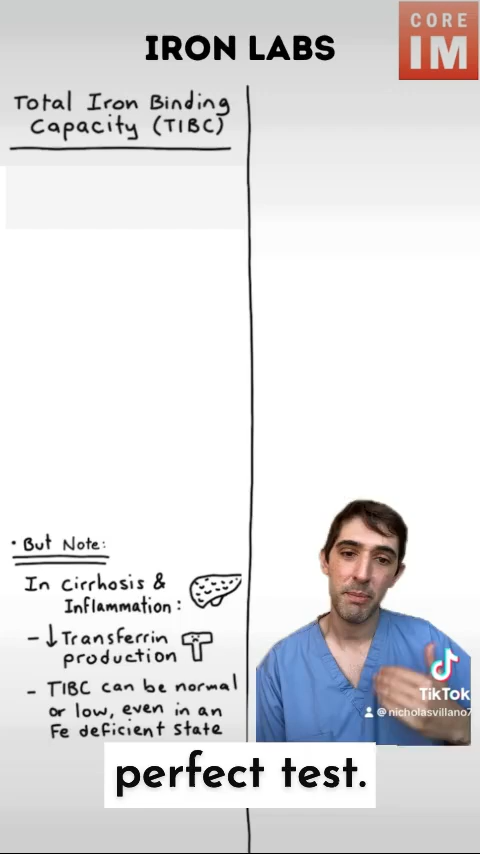 IRON LABS
CORE
IM
Total Iron Binding
Capacity (TIBC)
• But Note:
In Cirrhosis &
Inflammation:
- ↓ Transferrin
production
- TIBC can be normal
or low, even in an
Fe deficient state
TikTok
@nicholasvillano7
perfect test.